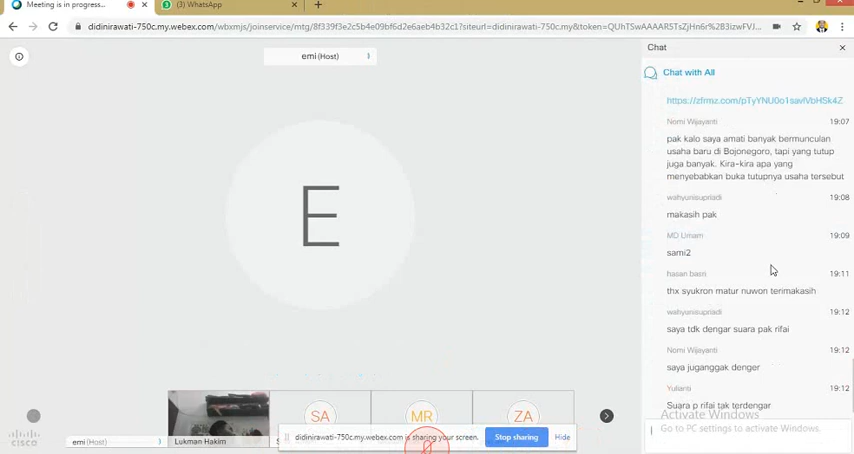 Meeting is in progress...
(3) WhatsApp
didinirawati-750c.my.webex.com/wbxmjs/joinservice/mtg/8f339f3e2c5b4e09bf6d2e6aeb4b32c1?siteurl=didinirawati-750c.my&token=QUhTSwAAAARSTsZjHn6r%2B3izwFVJ...
emi (Host)
E
Chat
Chat with All
https://zfrmz.com/pTyYNU0o1savlVbHSk4Z
Nomi Wijayanti 19:07
pak kalo saya amati banyak bermunculan
usaha baru di Bojonegoro, tapi yang tutup
juga banyak. Kira-kira apa yang
menyebabkan buka tutupnya usaha tersebut
wahyunisupriadi 19:08
makasih pak
MD Umam 19:09
sami2
hasan basri 19:11
thx syukron matur nuwon terimakasih
wahyunisupriadi 19:12
saya tdk dengar suara pak rifai
Nomi Wijayanti 19:12
saya juganggak denger
Yulianti 19:12
Suara p rifai tak terdengar
Activate Windows
Go to PC settings to activate Windows.
SA
MR
ZA
emi (Host)
Lukman Hakim
didinirawati-750c.my.webex.com is sharing your screen.
Stop sharing
Hide
CISCO